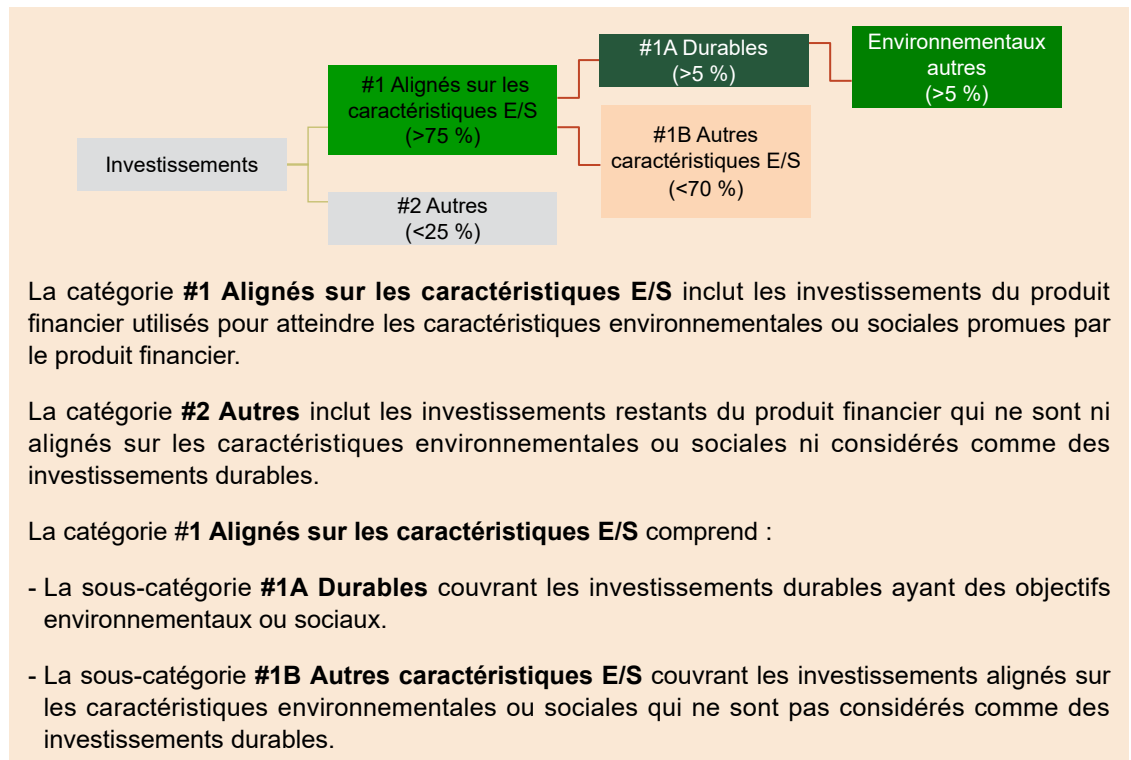 Investissements
#1 Alignés sur les
caractéristiques E/S
(>75 %)
#2 Autres
(<25 %)
#1A Durables
(>5 %)
#1B Autres
caractéristiques E/S
(<70 %)
Environnementaux
autres
(>5 %)
La catégorie #1 Alignés sur les caractéristiques E/S inclut les investissements du produit
financier utilisés pour atteindre les caractéristiques environnementales ou sociales promues par
le produit financier.
La catégorie #2 Autres inclut les investissements restants du produit financier qui ne sont ni
alignés sur les caractéristiques environnementales ou sociales ni considérés comme des
investissements durables.
La catégorie #1 Alignés sur les caractéristiques E/S comprend :
- La sous-catégorie #1A Durables couvrant les investissements durables ayant des objectifs
environnementaux ou sociaux.
- La sous-catégorie #1B Autres caractéristiques E/S couvrant les investissements alignés sur
les caractéristiques environnementales ou sociales qui ne sont pas considérés comme des
investissements durables.